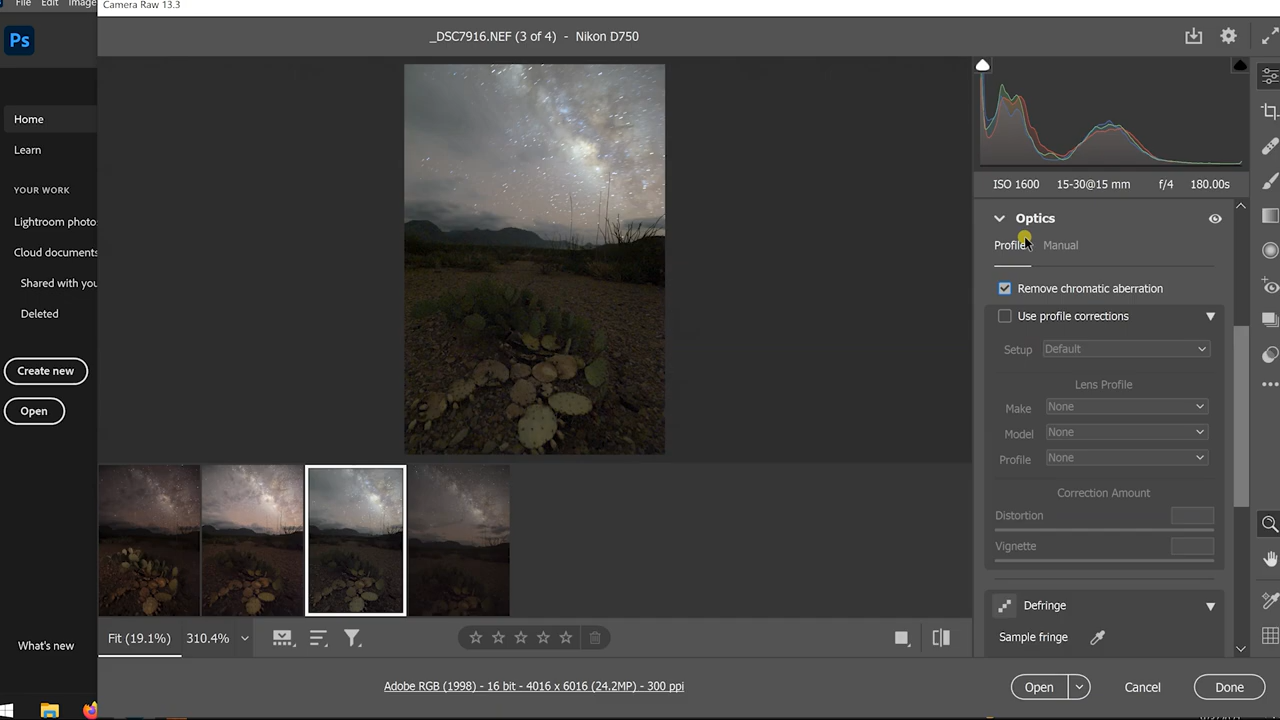 File Edit Image
Camera Raw 13.3
Ps
_DSC7916.NEF (3 of 4) - Nikon D750
Home
Learn
YOUR WORK
Lightroom photo
Cloud documents
Shared with you
Deleted
Create new
Open
What's new
ISO 1600 15-30@15 mm f/4 180.00s
Optics
Profile Manual
Remove chromatic aberration
Use profile corrections
Setup Default
Lens Profile
Make None
Model None
Profile None
Correction Amount
Distortion
Vignette
Defringe
Sample fringe
Fit (19.1%) 310.4%
Adobe RGB (1998) - 16 bit - 4016 x 6016 (24.2MP) - 300 ppi
Open Cancel Done